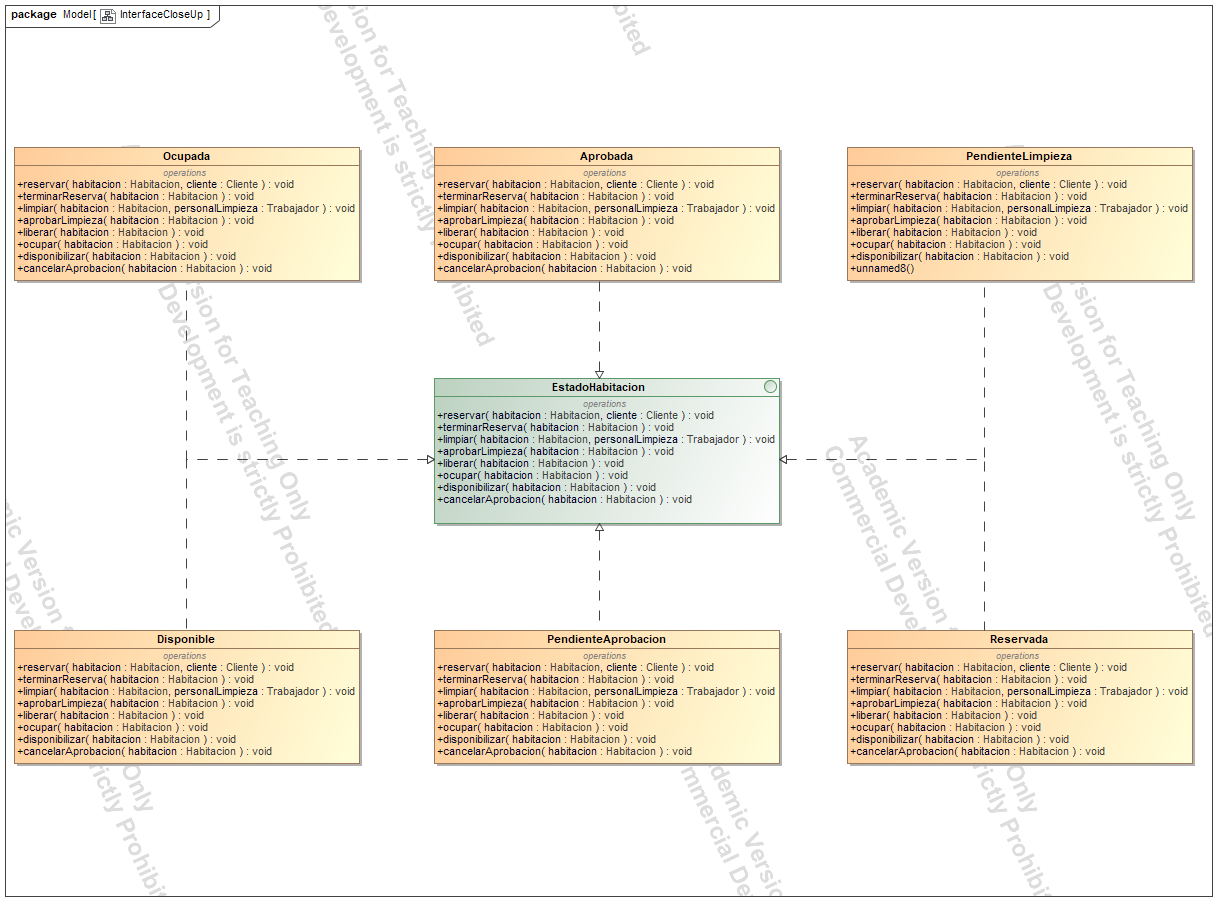 package Model[ InterfaceCloseUp ]
Ocupada
operations
+reservar( habitacion : Habitacion, cliente : Cliente ) : void
+terminarReserva( habitacion : Habitacion ) : void
+limpiar( habitacion : Habitacion, personalLimpieza : Trabajador ) : void
+aprobarLimpieza( habitacion : Habitacion ) : void
+liberar( habitacion : Habitacion ) : void
+ocupar( habitacion : Habitacion ) : void
+disponibilizar( habitacion : Habitacion ) : void
+cancelarAprobacion( habitacion : Habitacion ) : void
Aprobada
operations
+reservar( habitacion : Habitacion, cliente : Cliente ) : void
+terminarReserva( habitacion : Habitacion ) : void
+limpiar( habitacion : Habitacion, personalLimpieza : Trabajador ) : void
+aprobarLimpieza( habitacion : Habitacion ) : void
+liberar( habitacion : Habitacion ) : void
+ocupar( habitacion : Habitacion ) : void
+disponibilizar( habitacion : Habitacion ) : void
+cancelarAprobacion( habitacion : Habitacion ) : void
PendienteLimpieza
operations
+reservar( habitacion : Habitacion, cliente : Cliente ) : void
+terminarReserva( habitacion : Habitacion ) : void
+limpiar( habitacion : Habitacion, personalLimpieza : Trabajador ) : void
+aprobarLimpieza( habitacion : Habitacion ) : void
+liberar( habitacion : Habitacion ) : void
+ocupar( habitacion : Habitacion ) : void
+disponibilizar( habitacion : Habitacion ) : void
+unnamed8()
EstadoHabitacion
operations
+reservar( habitacion : Habitacion, cliente : Cliente ) : void
+terminarReserva( habitacion : Habitacion ) : void
+limpiar( habitacion : Habitacion, personalLimpieza : Trabajador ) : void
+aprobarLimpieza( habitacion : Habitacion ) : void
+liberar( habitacion : Habitacion ) : void
+ocupar( habitacion : Habitacion ) : void
+disponibilizar( habitacion : Habitacion ) : void
+cancelarAprobacion( habitacion : Habitacion ) : void
Disponible
operations
+reservar( habitacion : Habitacion, cliente : Cliente ) : void
+terminarReserva( habitacion : Habitacion ) : void
+limpiar( habitacion : Habitacion, personalLimpieza : Trabajador ) : void
+aprobarLimpieza( habitacion : Habitacion ) : void
+liberar( habitacion : Habitacion ) : void
+ocupar( habitacion : Habitacion ) : void
+disponibilizar( habitacion : Habitacion ) : void
+cancelarAprobacion( habitacion : Habitacion ) : void
PendienteAprobacion
operations
+reservar( habitacion : Habitacion, cliente : Cliente ) : void
+terminarReserva( habitacion : Habitacion ) : void
+limpiar( habitacion : Habitacion, personalLimpieza : Trabajador ) : void
+aprobarLimpieza( habitacion : Habitacion ) : void
+liberar( habitacion : Habitacion ) : void
+ocupar( habitacion : Habitacion ) : void
+disponibilizar( habitacion : Habitacion ) : void
+cancelarAprobacion( habitacion : Habitacion ) : void
Reservada
operations
+reservar( habitacion : Habitacion, cliente : Cliente ) : void
+terminarReserva( habitacion : Habitacion ) : void
+limpiar( habitacion : Habitacion, personalLimpieza : Trabajador ) : void
+aprobarLimpieza( habitacion : Habitacion ) : void
+liberar( habitacion : Habitacion ) : void
+ocupar( habitacion : Habitacion ) : void
+disponibilizar( habitacion : Habitacion ) : void
+cancelarAprobacion( habitacion : Habitacion ) : void